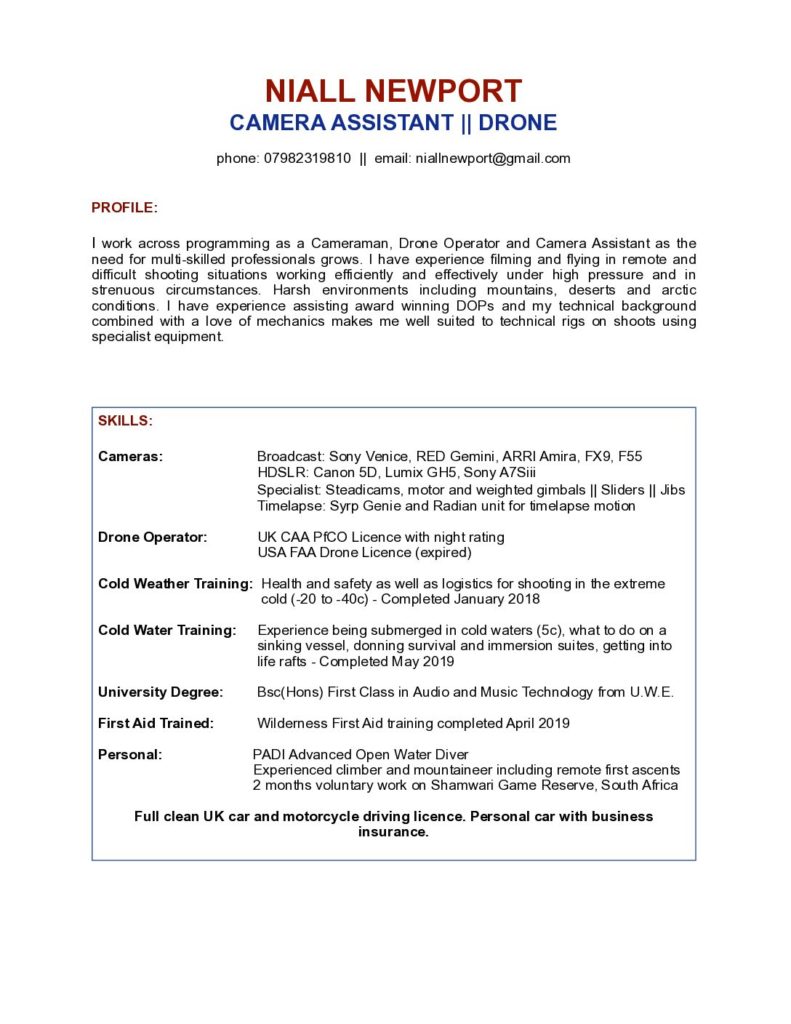 NIALL NEWPORT
CAMERA ASSISTANT || DRONE
phone: 07982319810 || email: niallnewport@gmail.com
PROFILE:
I work across programming as a Cameraman, Drone Operator and Camera Assistant as the
need for multi-skilled professionals grows. I have experience filming and flying in remote and
difficult shooting situations working efficiently and effectively under high pressure and in
strenuous circumstances. Harsh environments including mountains, deserts and arctic
conditions. I have experience assisting award winning DOPs and my technical background
combined with a love of mechanics makes me well suited to technical rigs on shoots using
specialist equipment.
SKILLS:
Cameras: Broadcast: Sony Venice, RED Gemini, ARRI Amira, FX9, F55
HDSLR: Canon 5D, Lumix GH5, Sony A7Siii
Specialist: Steadicams, motor and weighted gimbals || Sliders || Jibs
Timelapse: Syrp Genie and Radian unit for timelapse motion
Drone Operator: UK CAA PfCO Licence with night rating
USA FAA Drone Licence (expired)
Cold Weather Training: Health and safety as well as logistics for shooting in the extreme
cold (-20 to -40c) - Completed January 2018
Cold Water Training: Experience being submerged in cold waters (5c), what to do on a
sinking vessel, donning survival and immersion suites, getting into
life rafts - Completed May 2019
University Degree: Bsc(Hons) First Class in Audio and Music Technology from U.W.E.
First Aid Trained: Wilderness First Aid training completed April 2019
Personal: PADI Advanced Open Water Diver
Experienced climber and mountaineer including remote first ascents
2 months voluntary work on Shamwari Game Reserve, South Africa
Full clean UK car and motorcycle driving licence. Personal car with business
insurance.